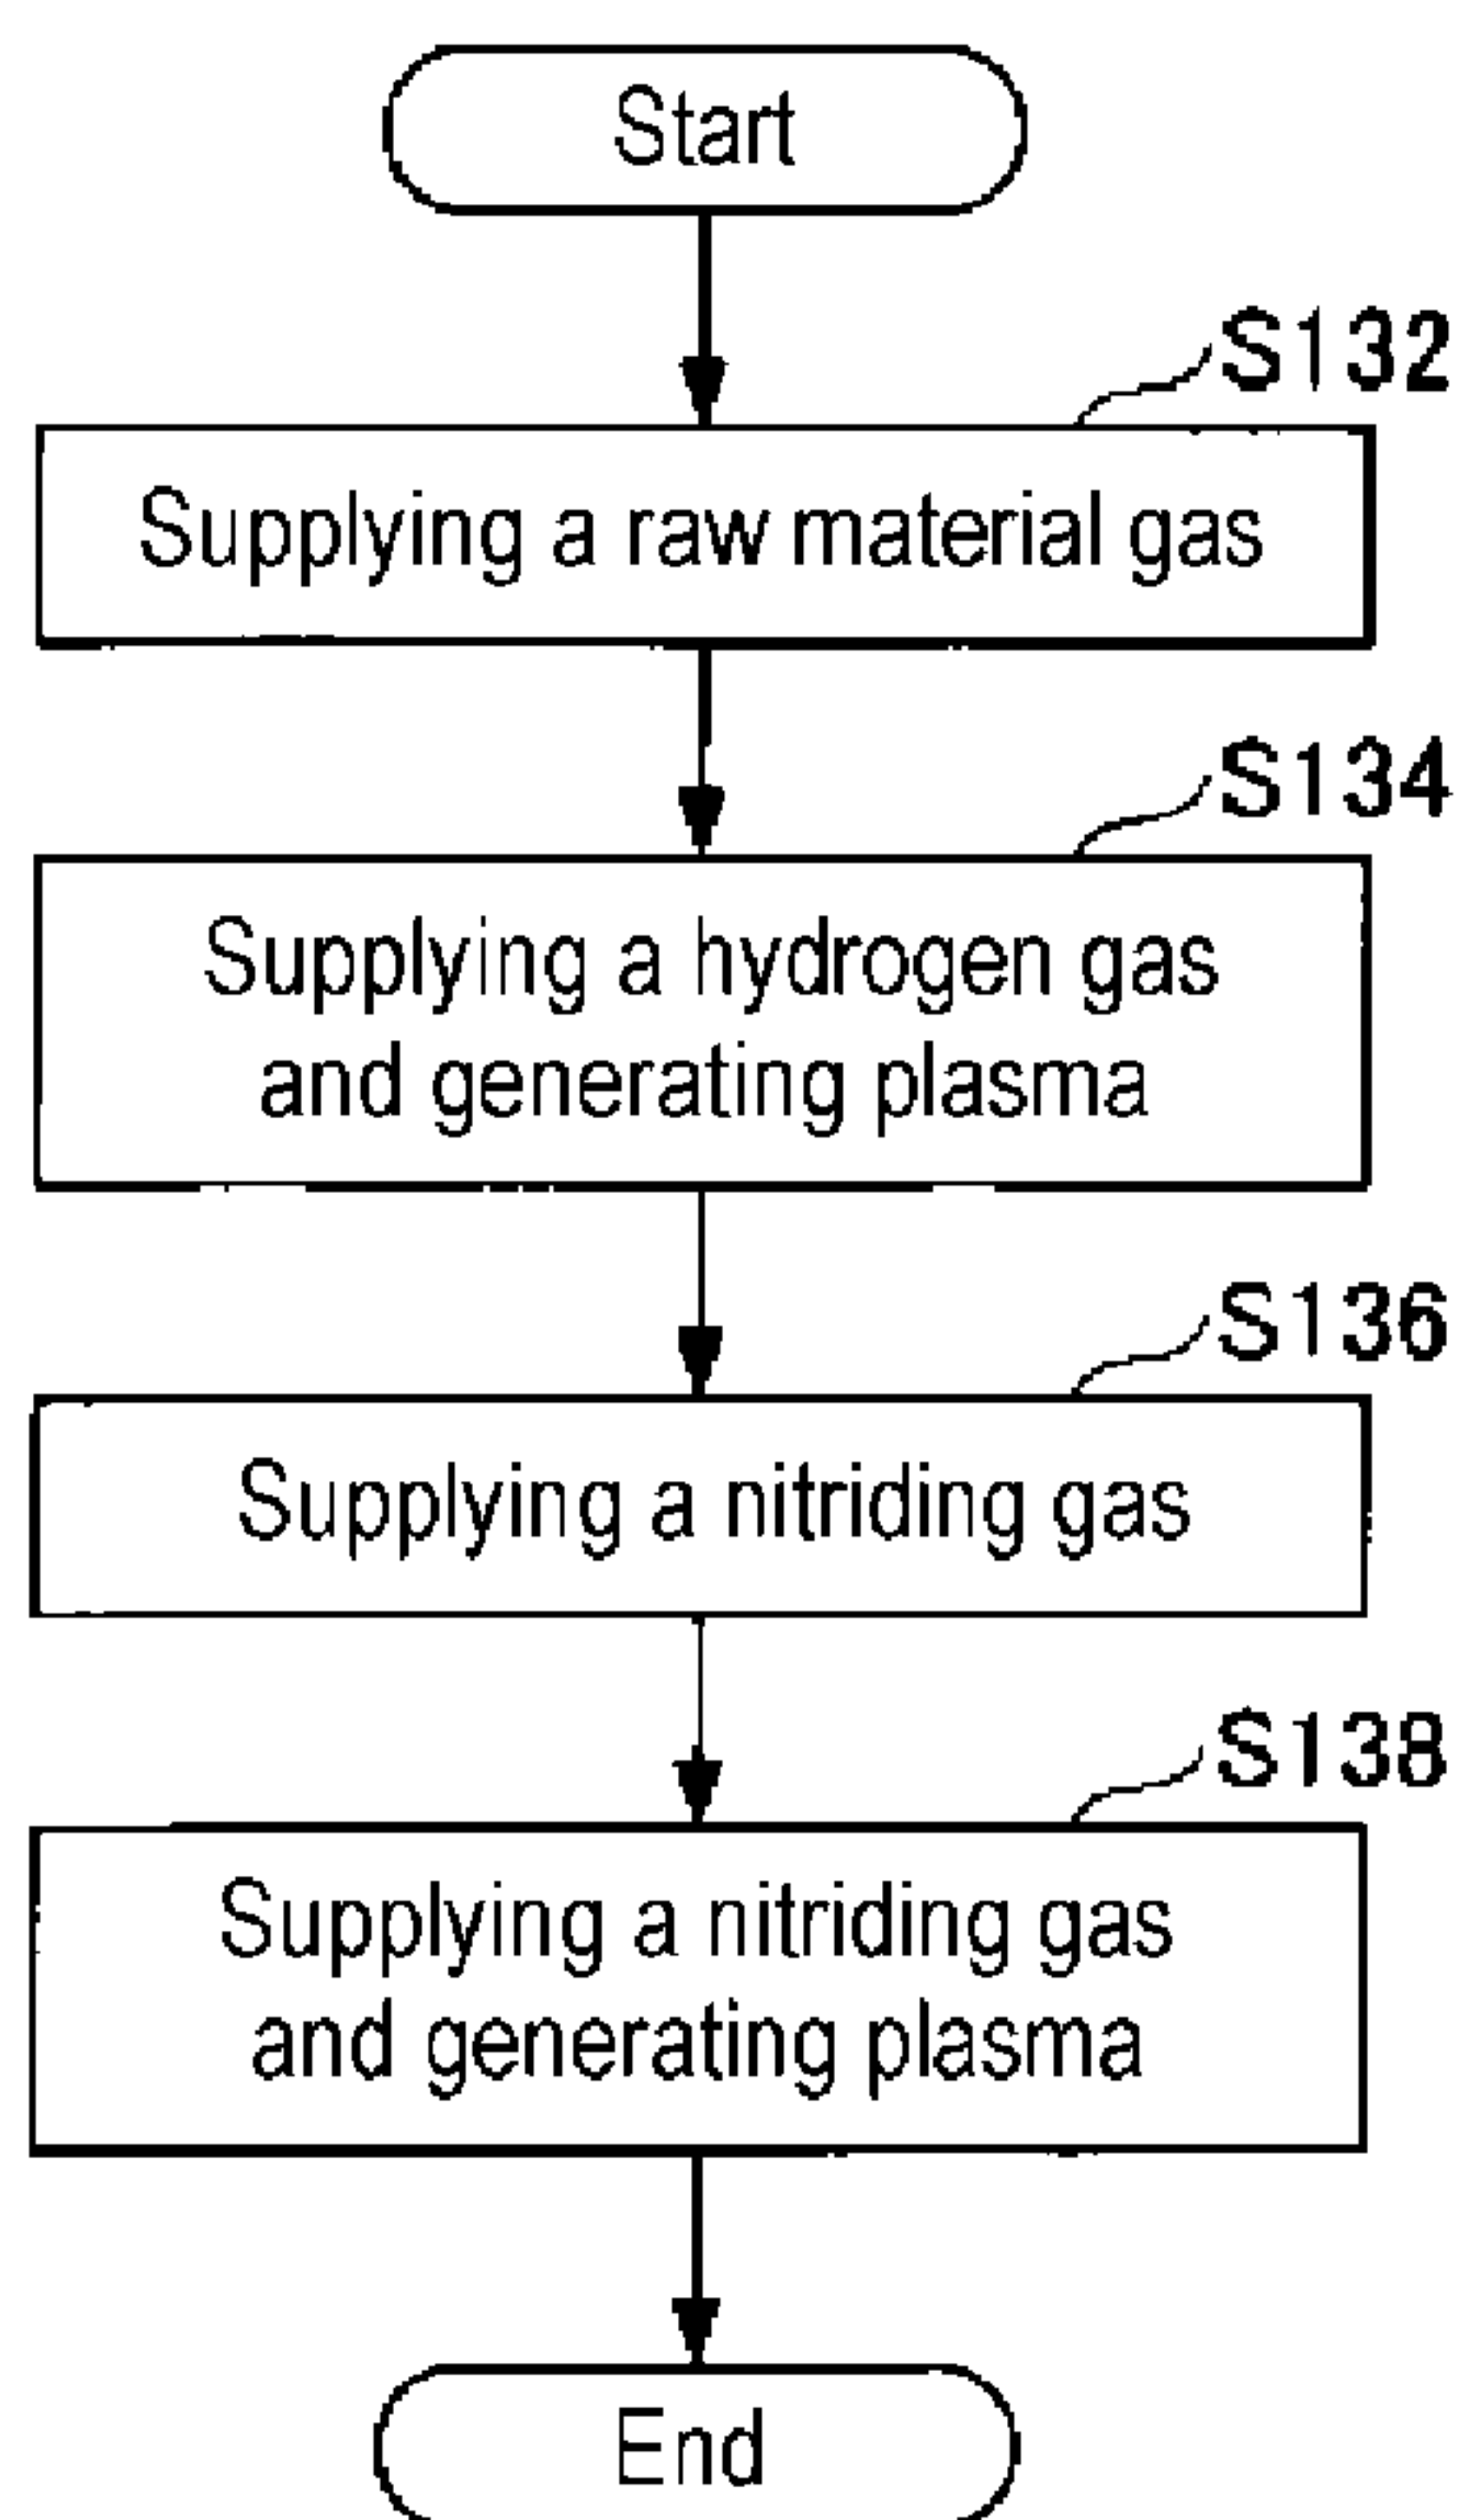 Start
S132
Supplying a raw material gas
S134
Supplying a hydrogen gas
and generating plasma
S136
Supplying a nitriding gas
S138
Supplying a nitriding gas
and generating plasma
End